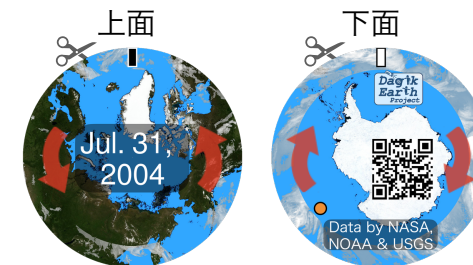 上面
下面
Jul. 31,
2004
Dagik
Earth
Project
Data by NASA,
NOAA & USGS